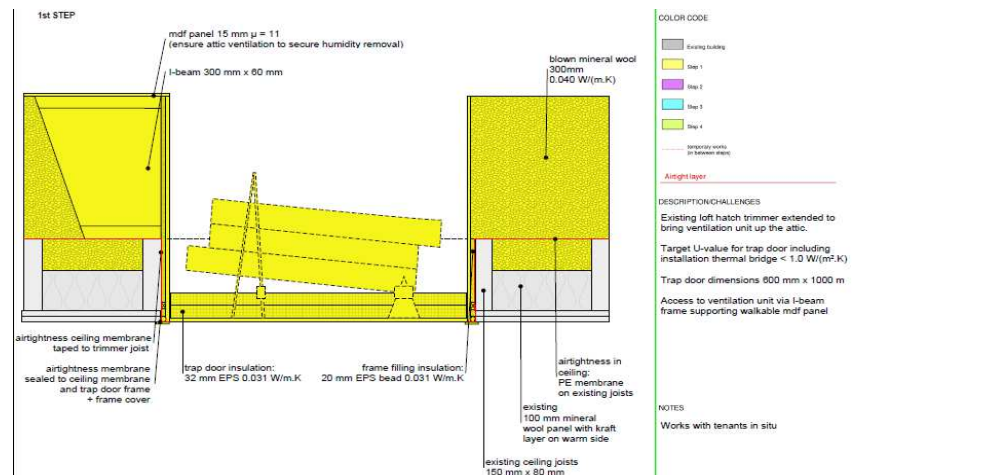 1st STEP
mdf panel 15 mm µ = 11
(ensure attic ventilation to secure humidity removal)
I-beam 300 mm x 60 mm
blown mineral wool
300mm
0.040 W/(m.K)
airtightness ceiling membrane
taped to trimmer joist
airtightness membrane
sealed to ceiling membrane
and trap door frame
+ frame cover
trap door insulation:
32 mm EPS 0.031 W/m.K
frame filling insulation:
20 mm EPS bead 0.031 W/m.K
airtightness in
ceiling:
PE membrane
on existing joists
existing
100 mm mineral
wool panel with kraft
layer on warm side
existing ceiling joists
150 mm x 80 mm
COLOR CODE
Existing building
Step 1
Step 2
Step 3
Step 4
temporary works
(in between steps)
Airtight layer
DESCRIPTION/CHALLENGES
Existing loft hatch trimmer extended to
bring ventilation unit up the attic.
Target U-value for trap door including
installation thermal bridge < 1.0 W/(m².K)
Trap door dimensions 600 mm x 1000 m
Access to ventilation unit via I-beam
frame supporting walkable mdf panel
NOTES
Works with tenants in situ